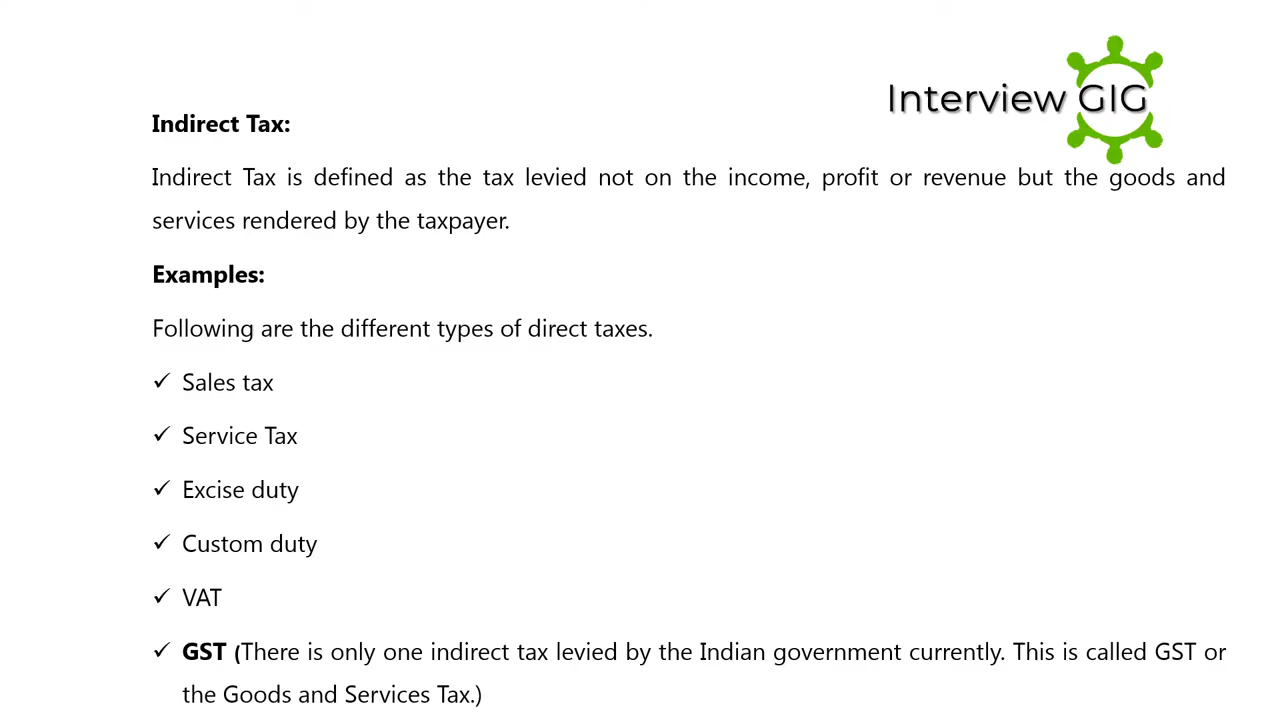 Interview GIG
Indirect Tax:
Indirect Tax is defined as the tax levied not on the income, profit or revenue but the goods and
services rendered by the taxpayer.
Examples:
Following are the different types of direct taxes.
✓ Sales tax
✓ Service Tax
✓ Excise duty
✓ Custom duty
✓ VAT
✓ GST (There is only one indirect tax levied by the Indian government currently. This is called GST or
the Goods and Services Tax.)